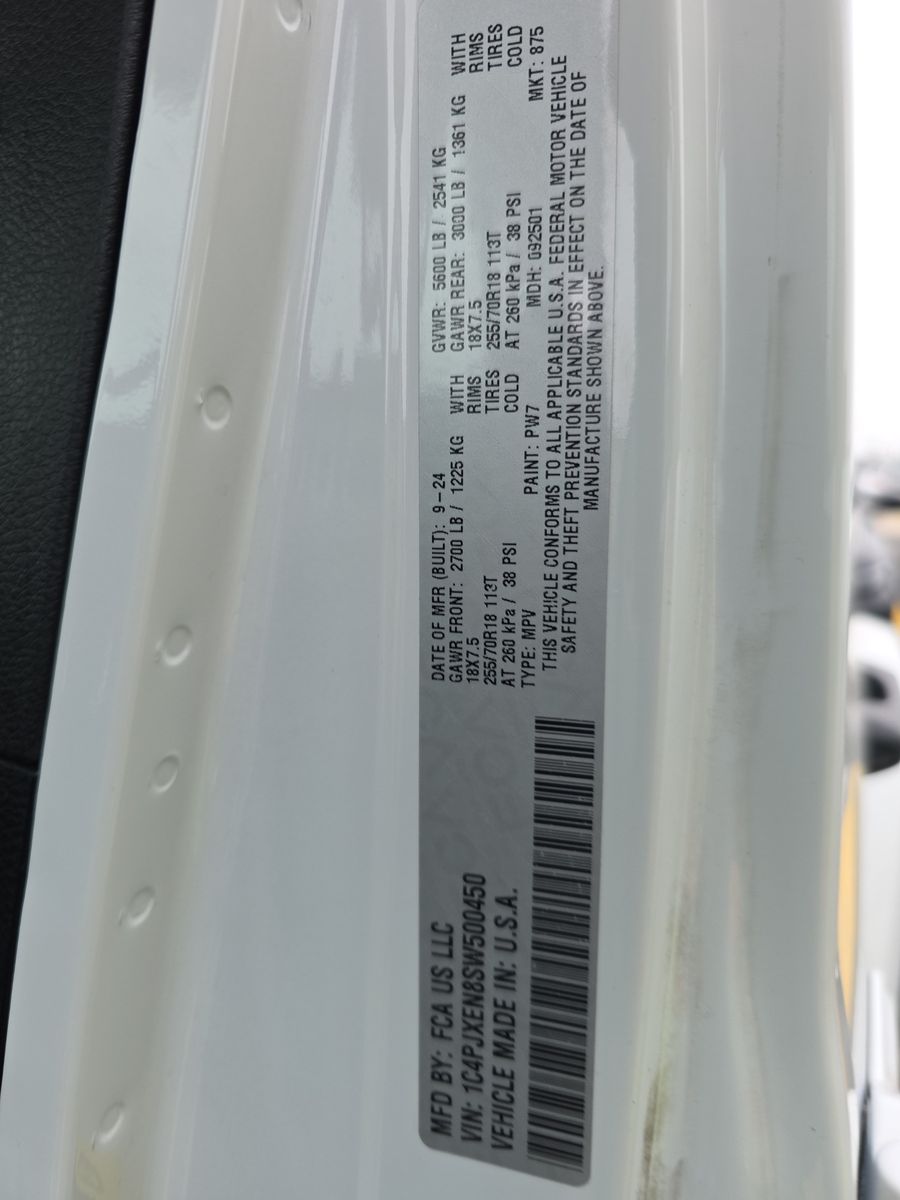 MFD BY: FCA US LLC
VIN: 1C4PJXEN8SW500450
VEHICLE MADE IN: U.S.A.
DATE OF MFR (BUILT): 9-24 GVWR: 5600 LB / 2541 KG
GAWR FRONT: 2700 LB / 1225 KG WITH GAWR REAR: 3000 LB / 1361 KG WITH
18X7.5 RIMS 18X7.5 RIMS
255/70R18 113T TIRES 255/70R18 113T TIRES
AT 260 kPa / 38 PSI COLD AT 260 kPa / 38 PSI COLD
TYPE: MPV PAINT: PW7 MDH: 092501 MKT: 875
THIS VEHICLE CONFORMS TO ALL APPLICABLE U.S.A. FEDERAL MOTOR VEHICLE
SAFETY AND THEFT PREVENTION STANDARDS IN EFFECT ON THE DATE OF
MANUFACTURE SHOWN ABOVE.